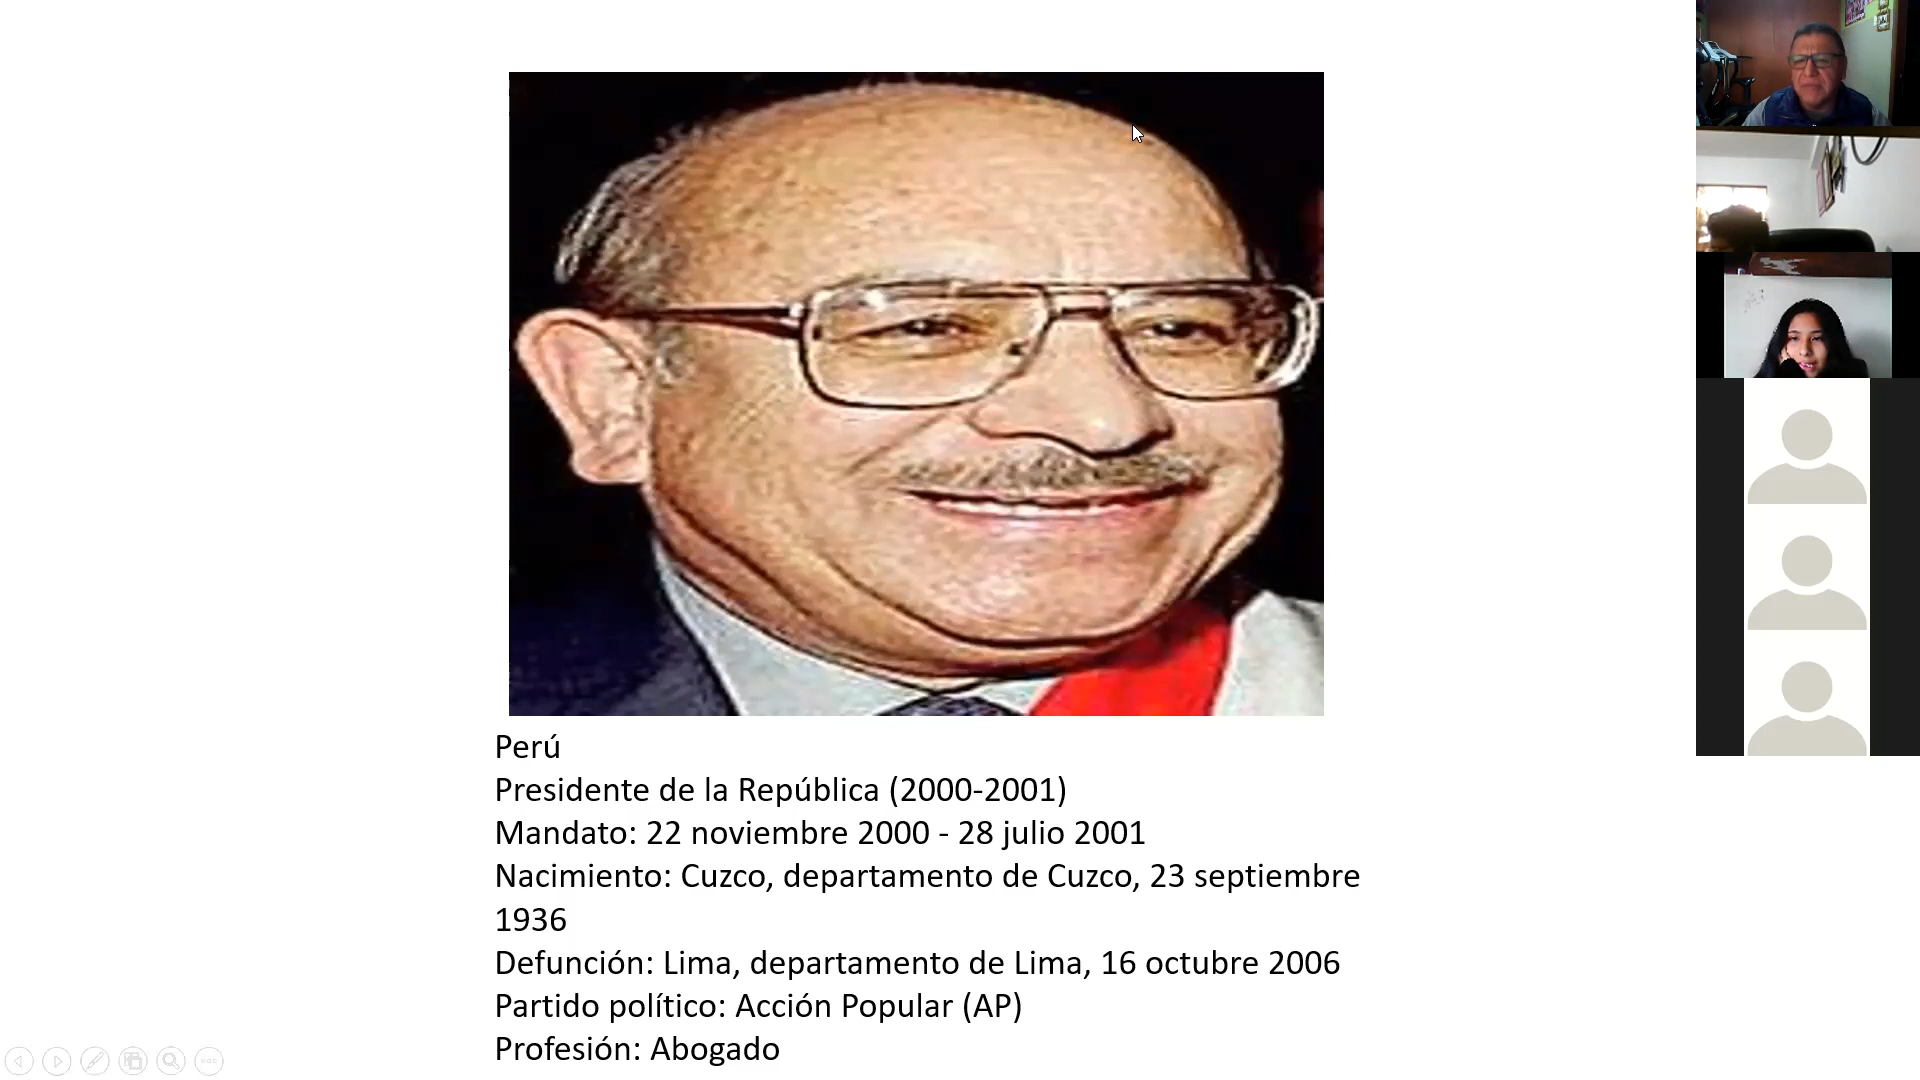 Perú
Presidente de la República (2000-2001)
Mandato: 22 noviembre 2000 - 28 julio 2001
Nacimiento: Cuzco, departamento de Cuzco, 23 septiembre
1936
Defunción: Lima, departamento de Lima, 16 octubre 2006
Partido político: Acción Popular (AP)
Profesión: Abogado